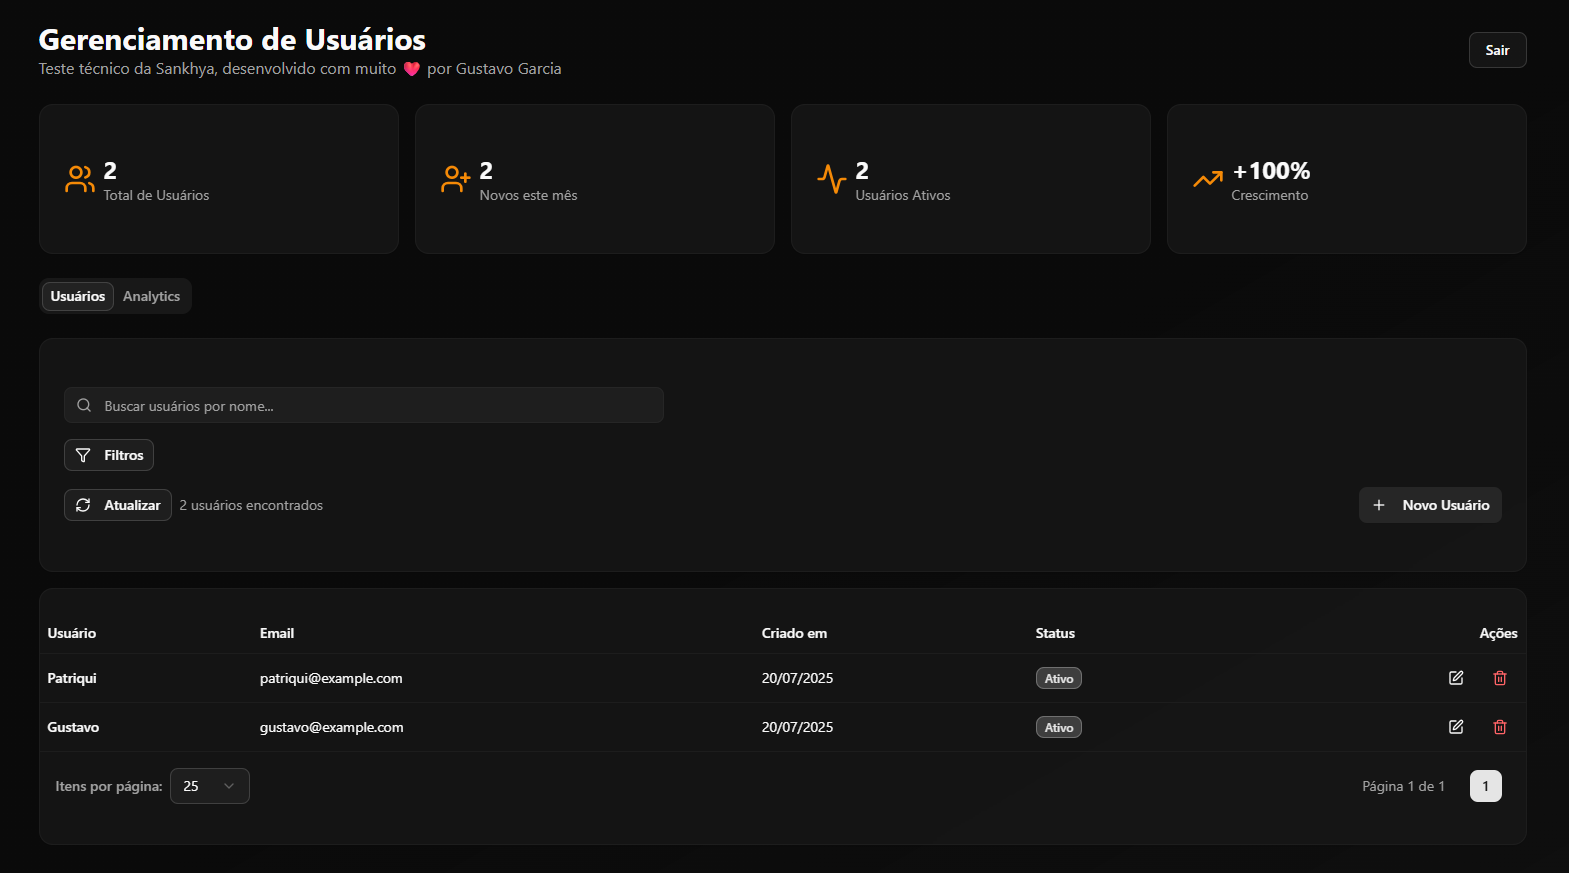 Gerenciamento de Usuários
Teste técnico da Sankhya, desenvolvido com muito ❤️ por Gustavo Garcia
Sair
2
Total de Usuários
2
Novos este mês
2
Usuários Ativos
+100%
Crescimento
Usuários Analytics
Buscar usuários por nome...
Filtros
Atualizar 2 usuários encontrados
Novo Usuário
Usuário Email Criado em Status Ações
Patriqui patriqui@example.com 20/07/2025 Ativo
Gustavo gustavo@example.com 20/07/2025 Ativo
Itens por página: 25 Página 1 de 1 1